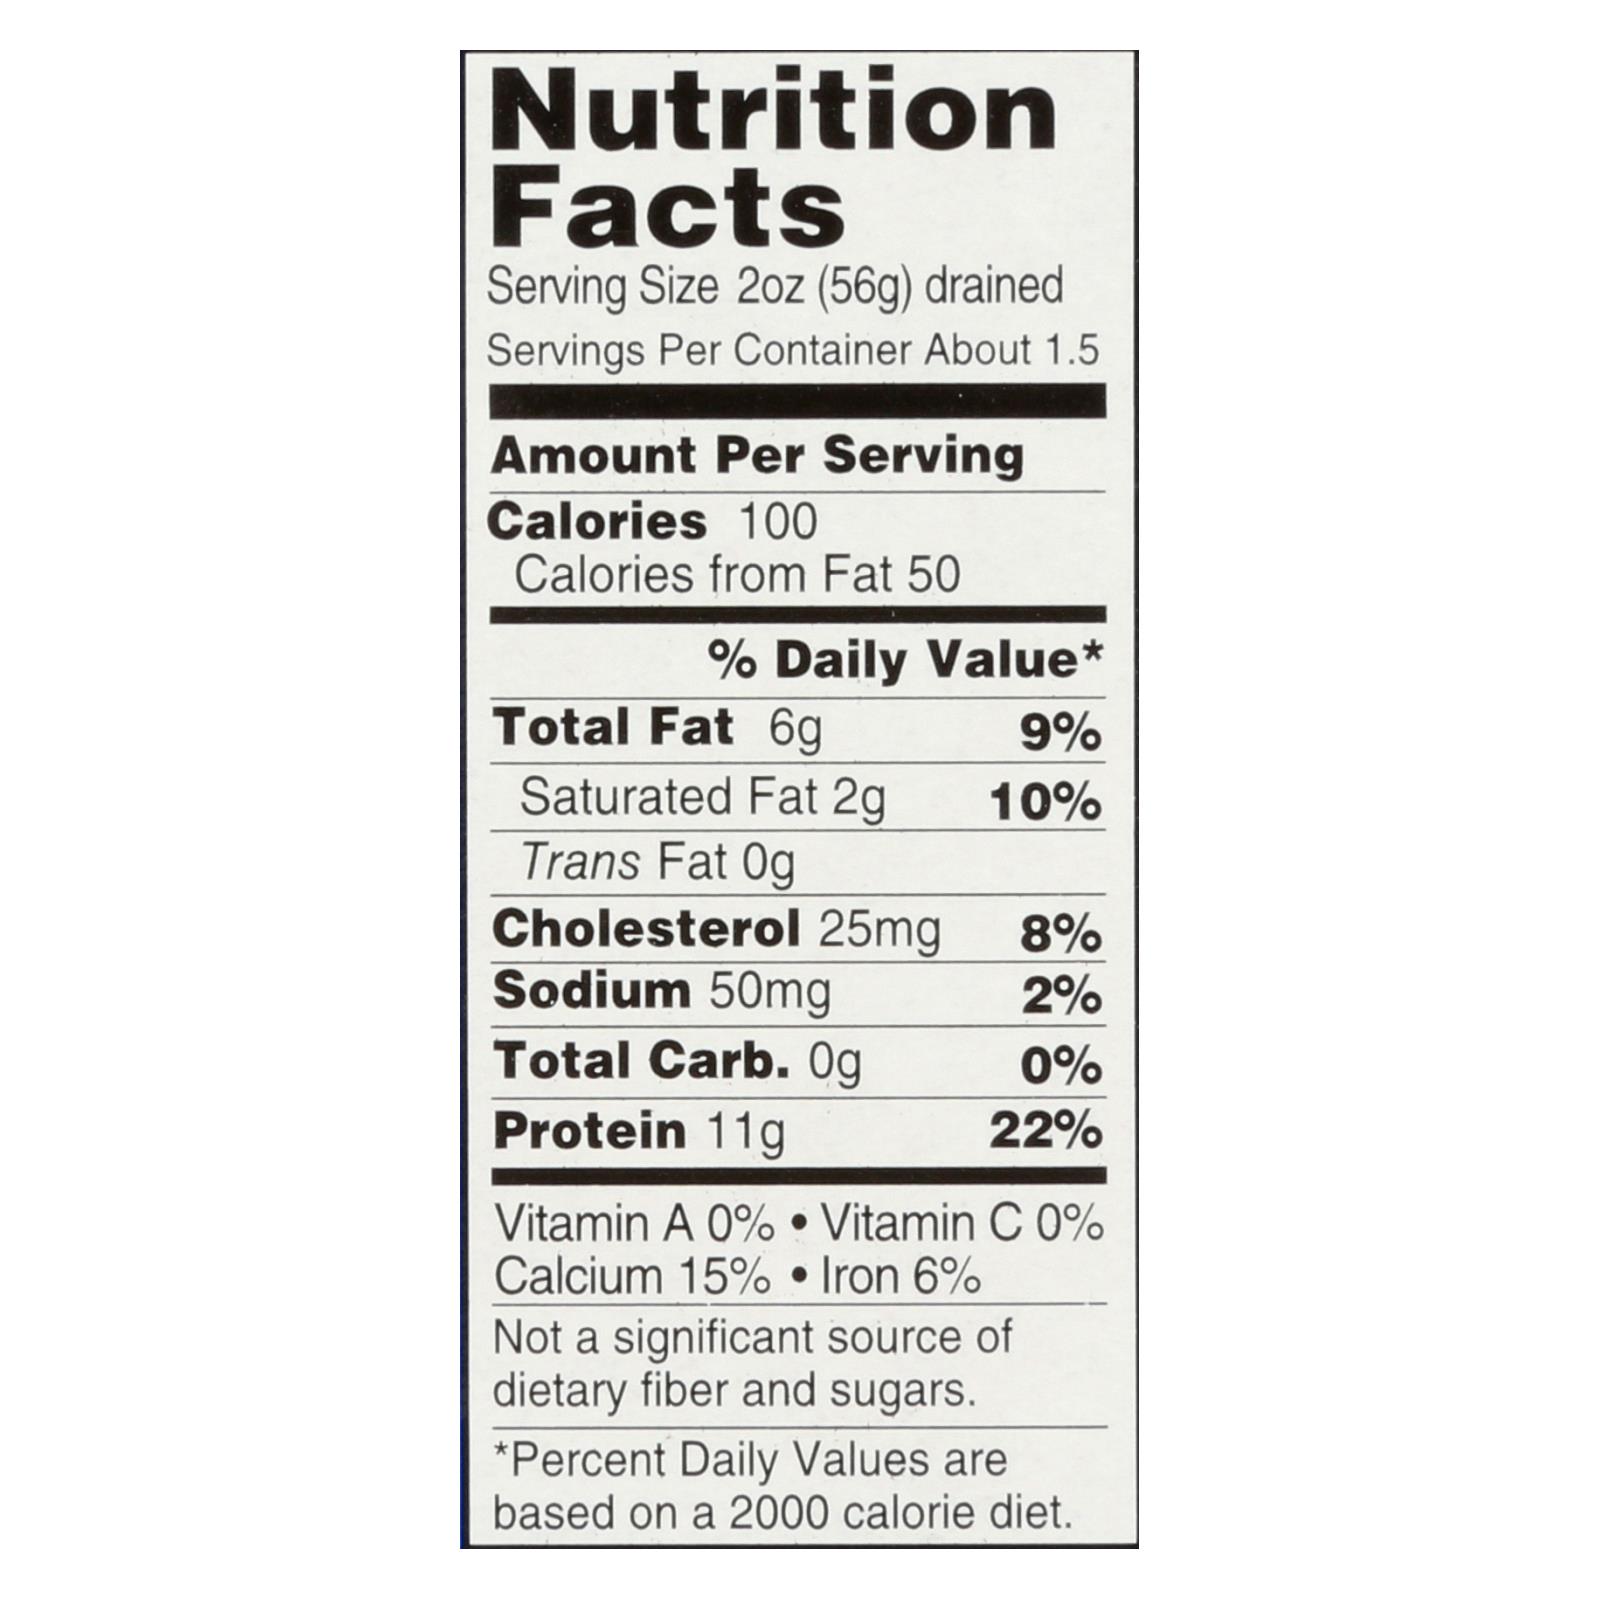 Nutrition
Facts
Serving Size 2oz (56g) drained
Servings Per Container About 1.5
Amount Per Serving
Calories 100
Calories from Fat 50
% Daily Value*
Total Fat 6g 9%
Saturated Fat 2g 10%
Trans Fat 0g
Cholesterol 25mg 8%
Sodium 50mg 2%
Total Carb. 0g 0%
Protein 11g 22%
Vitamin A 0% • Vitamin C 0%
Calcium 15% • Iron 6%
Not a significant source of
dietary fiber and sugars.
*Percent Daily Values are
based on a 2000 calorie diet.